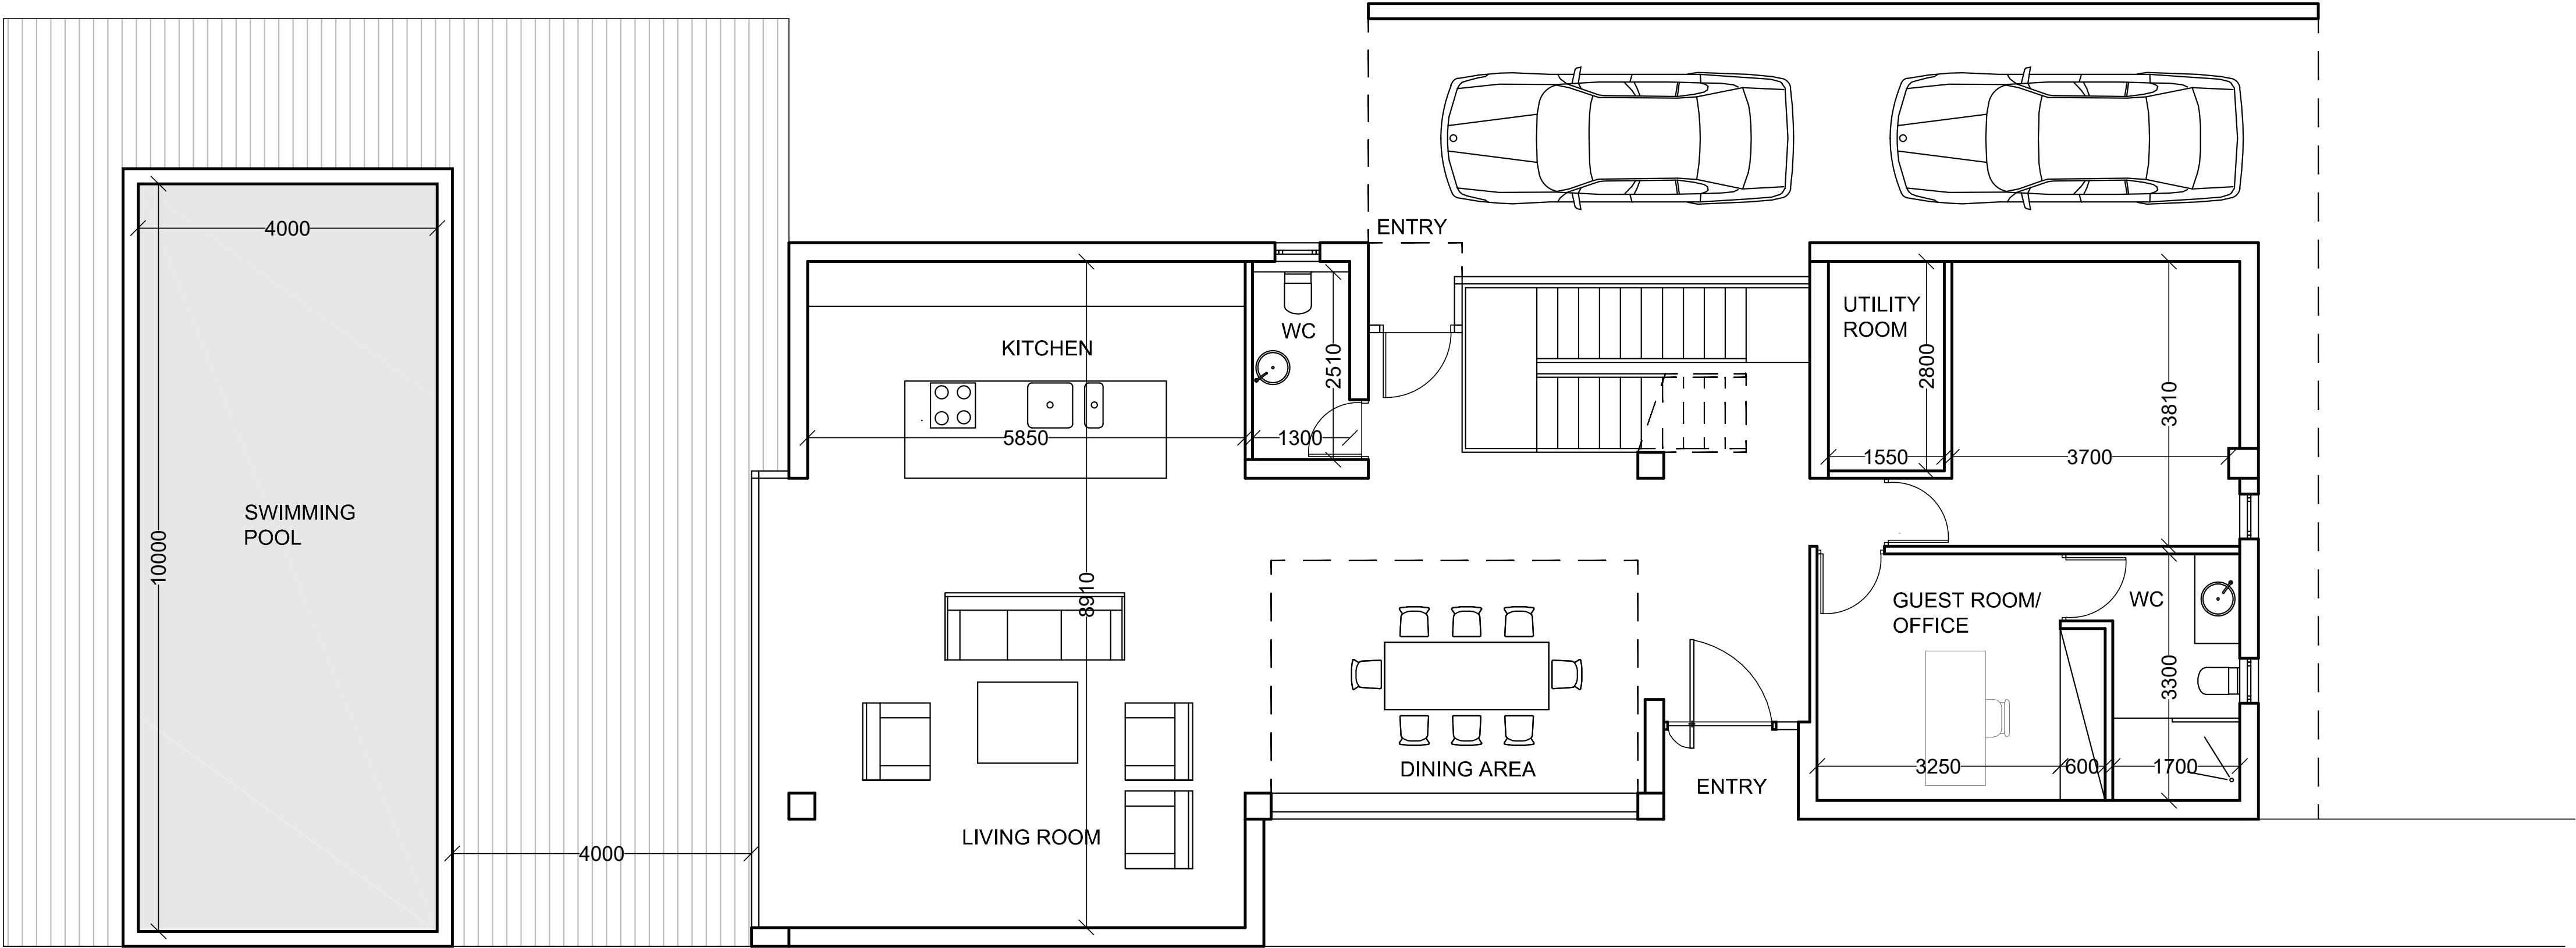 ENTRY
4000
10000
SWIMMING
POOL
4000
KITCHEN
5850
8910
WC
2510
1300
UTILITY
ROOM
2800
1550
3810
3700
GUEST ROOM/
OFFICE
WC
3300
3250
600
1700
DINING AREA
ENTRY
LIVING ROOM